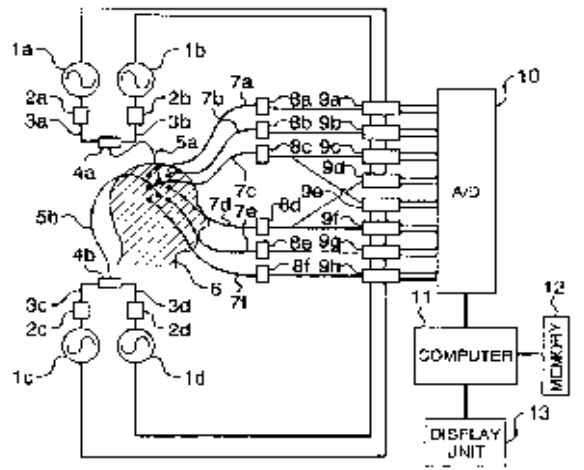 1a 1b
2a 2b
3a 3b
4a
5a
5b
4b
3c 3d
2c 2d
1c 1d
6
7a
7b
7c
7d
7e
7f
8a 9a
8b 9b
8c 9c
9d
9e
8d 9f
8e 9g
8f 9h
10
A/D
11
COMPUTER
12
MEMORY
13
DISPLAY
UNIT